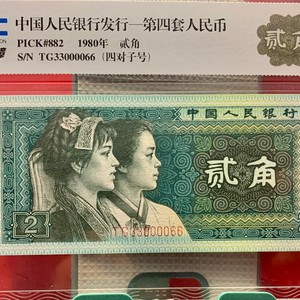 中国人民银行发行—第四套人民币
PICK#882 1980年 贰角
S/N TG33000066 (四对子号)
贰角
中国人民银行
贰角
2
TG33000066